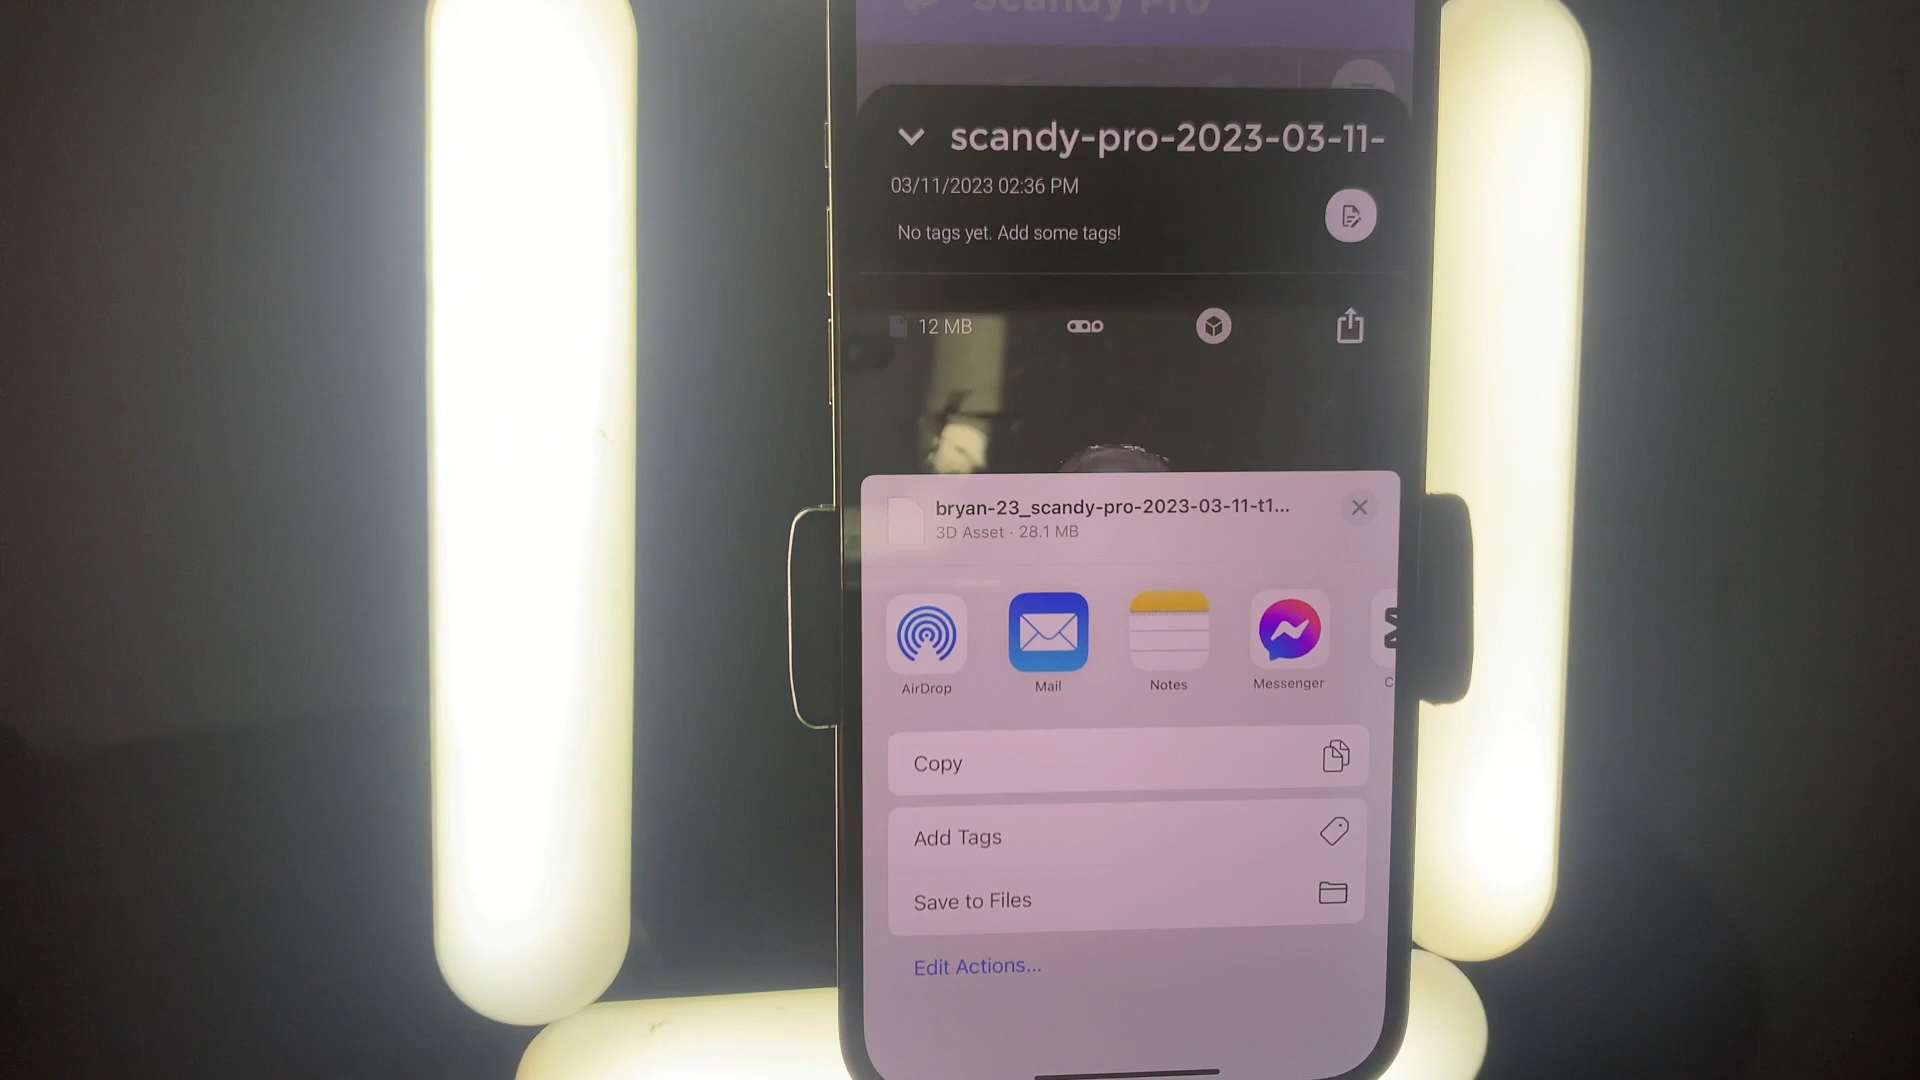 Scandy Pro
scandy-pro-2023-03-11-
03/11/2023 02:36 PM
No tags yet. Add some tags!
12 MB
bryan-23_scandy-pro-2023-03-11-t1...
3D Asset · 28.1 MB
AirDrop
Mail
Notes
Messenger
C
Copy
Add Tags
Save to Files
Edit Actions...